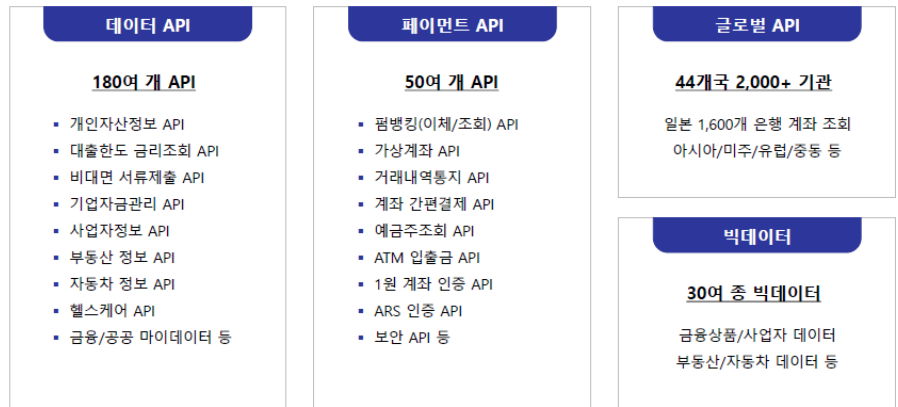 데이터 API
180여 개 API
▪ 개인자산정보 API
▪ 대출한도 금리조회 API
▪ 비대면 서류제출 API
▪ 기업자금관리 API
▪ 사업자정보 API
▪ 부동산 정보 API
▪ 자동차 정보 API
▪ 헬스케어 API
▪ 금융/공공 마이데이터 등
페이먼트 API
50여 개 API
▪ 펌뱅킹(이체/조회) API
▪ 가상계좌 API
▪ 거래내역통지 API
▪ 계좌 간편결제 API
▪ 예금주조회 API
▪ ATM 입출금 API
▪ 1원 계좌 인증 API
▪ ARS 인증 API
▪ 보안 API 등
글로벌 API
44개국 2,000+ 기관
일본 1,600개 은행 계좌 조회
아시아/미주/유럽/중동 등
빅데이터
30여 종 빅데이터
금융상품/사업자 데이터
부동산/자동차 데이터 등